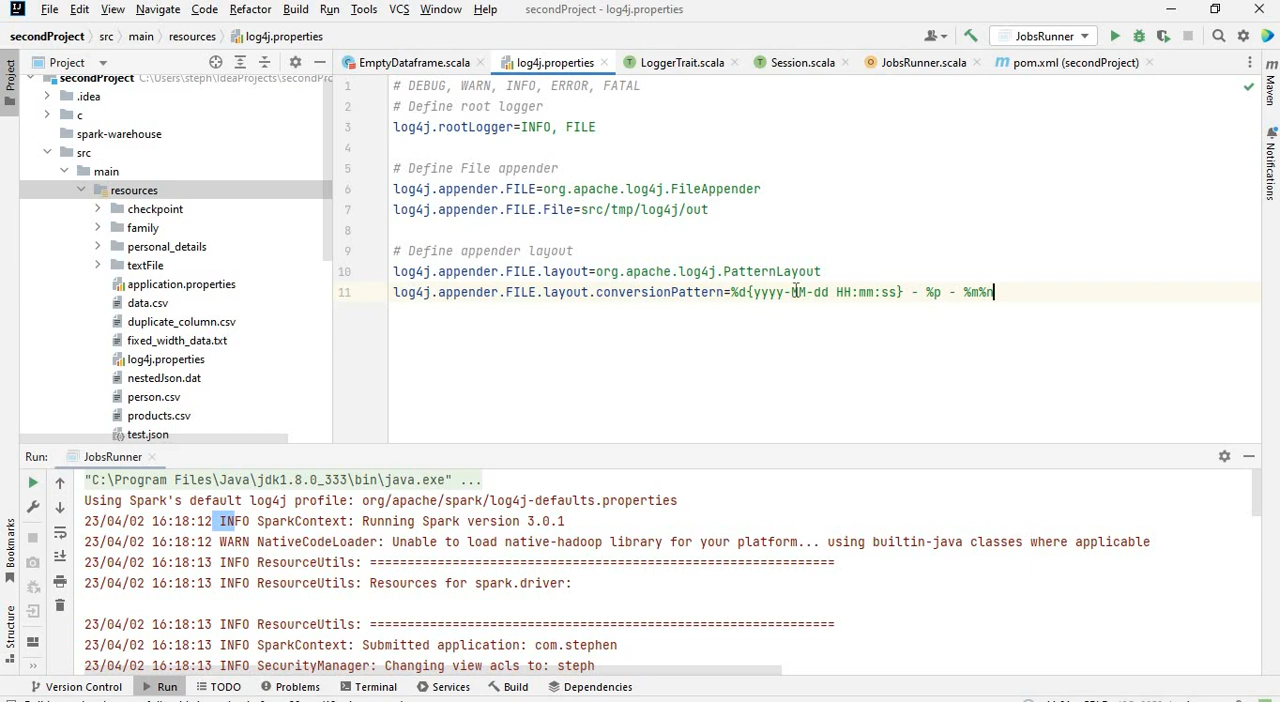 File Edit View Navigate Code Refactor Build Run Tools VCS Window Help secondProject - log4j.properties
secondProject src main resources log4j.properties JobsRunner
Project EmptyDataframe.scala log4j.properties LoggerTrait.scala Session.scala JobsRunner.scala pom.xml (secondProject)
Project
Maven
Notifications
secondProject C:\Users\steph\IdeaProjects\secondPrc
.idea
c
spark-warehouse
src
main
resources
checkpoint
family
personal_details
textFile
application.properties
data.csv
duplicate_column.csv
fixed_width_data.txt
log4j.properties
nestedJson.dat
person.csv
products.csv
test.json
1 # DEBUG, WARN, INFO, ERROR, FATAL
2 # Define root logger
3 log4j.rootLogger=INFO, FILE
4
5 # Define File appender
6 log4j.appender.FILE=org.apache.log4j.FileAppender
7 log4j.appender.FILE.File=src/tmp/log4j/out
8
9 # Define appender layout
10 log4j.appender.FILE.layout=org.apache.log4j.PatternLayout
11 log4j.appender.FILE.layout.conversionPattern=%d{yyyy-MM-dd HH:mm:ss} - %p - %m%n
Run: JobsRunner
"C:\Program Files\Java\jdk1.8.0_333\bin\java.exe" ...
Using Spark's default log4j profile: org/apache/spark/log4j-defaults.properties
23/04/02 16:18:12 INFO SparkContext: Running Spark version 3.0.1
23/04/02 16:18:12 WARN NativeCodeLoader: Unable to load native-hadoop library for your platform... using builtin-java classes where applicable
23/04/02 16:18:13 INFO ResourceUtils: ==============================================================
23/04/02 16:18:13 INFO ResourceUtils: Resources for spark.driver:
23/04/02 16:18:13 INFO ResourceUtils: ==============================================================
23/04/02 16:18:13 INFO SparkContext: Submitted application: com.stephen
23/04/02 16:18:13 INFO SecurityManager: Changing view acls to: steph
Bookmarks
Structure
Version Control Run TODO Problems Terminal Services Build Dependencies